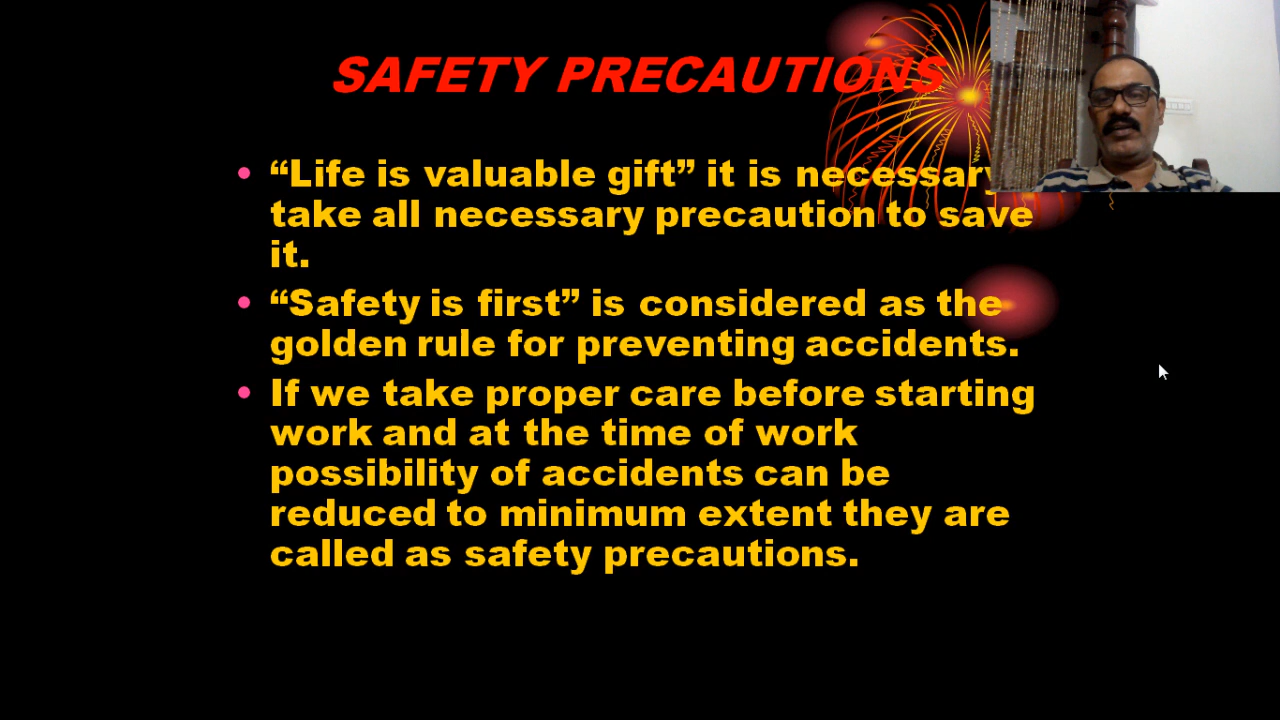 SAFETY PRECAUTIONS
• “Life is valuable gift” it is necessary
take all necessary precaution to save
it.
• “Safety is first” is considered as the
golden rule for preventing accidents.
• If we take proper care before starting
work and at the time of work
possibility of accidents can be
reduced to minimum extent they are
called as safety precautions.